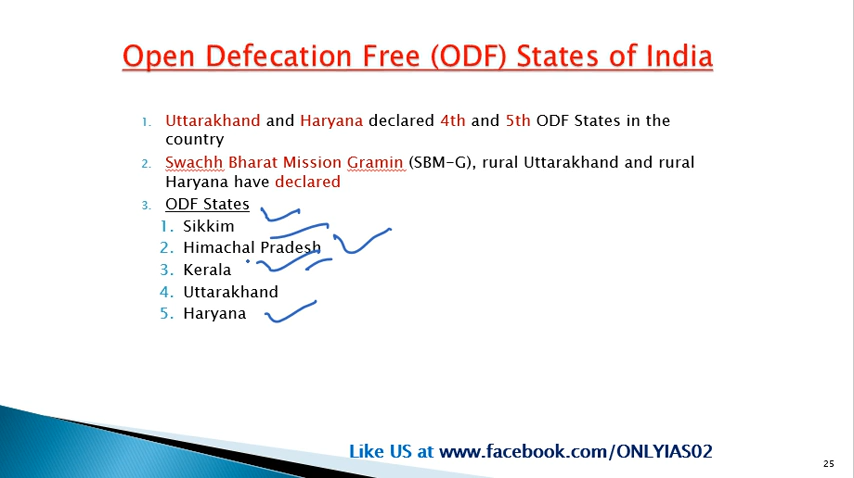 Open Defecation Free (ODF) States of India
1. Uttarakhand and Haryana declared 4th and 5th ODF States in the
country
2. Swachh Bharat Mission Gramin (SBM-G), rural Uttarakhand and rural
Haryana have declared
3. ODF States
1. Sikkim
2. Himachal Pradesh
3. Kerala
4. Uttarakhand
5. Haryana
Like US at www.facebook.com/ONLYIAS02
25